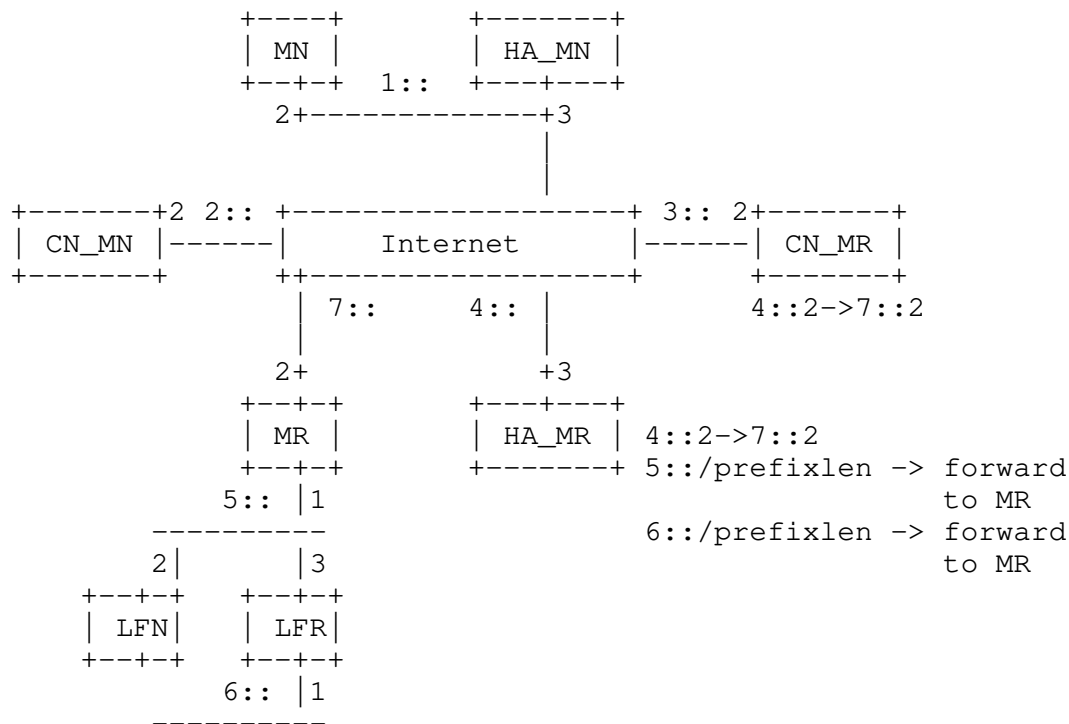 MN HA_MN
1::
2 3
2 2:: 3:: 2
CN_MN Internet CN_MR
7:: 4:: 4::2->7::2
2 3
MR HA_MR 4::2->7::2
5::/prefixlen -> forward
5:: 1 to MR
6::/prefixlen -> forward
2 3 to MR
LFN LFR
6:: 1